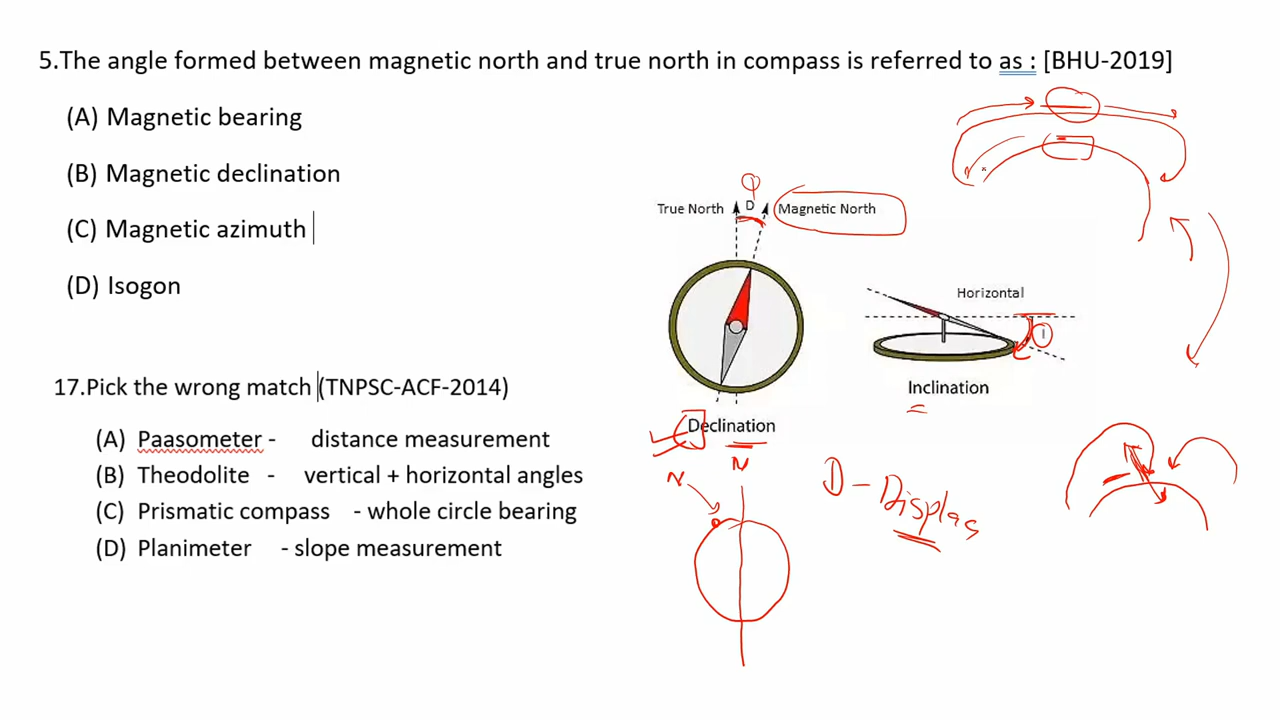 5.The angle formed between magnetic north and true north in compass is referred to as : [BHU-2019]
(A) Magnetic bearing
(B) Magnetic declination
(C) Magnetic azimuth
(D) Isogon
True North D Magnetic North
Horizontal
I
Inclination
Declination
N N
D - Displac
17.Pick the wrong match (TNPSC-ACF-2014)
(A) Paasometer - distance measurement
(B) Theodolite - vertical + horizontal angles
(C) Prismatic compass - whole circle bearing
(D) Planimeter - slope measurement